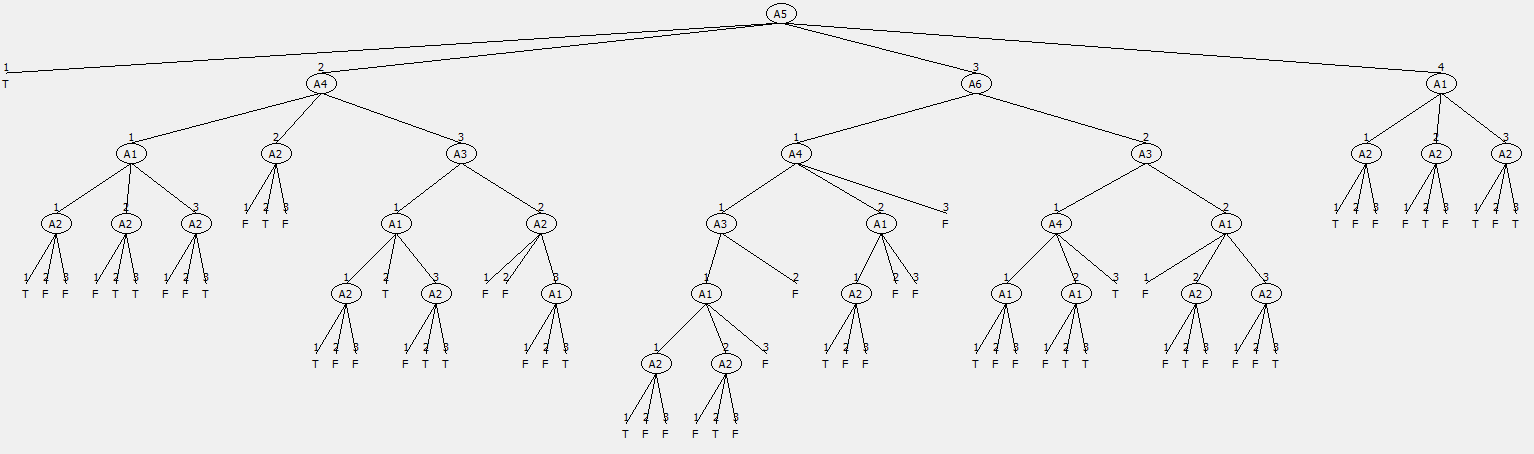 A5
1 2 3 4
T A4 A6 A1
1 2 3 1 2 1 2 3
A1 A2 A3 A4 A3 A2 A2 A2
1 2 3 1 2 3 1 2 1 2 3 1 2 1 2 3 1 2 3 1 2 3
A2 A2 A2 F T F A1 A2 A3 A1 F A4 A1 T F F F T F T F T
1 2 3 1 2 3 1 2 3 1 2 3 1 2 3 1 2 1 2 3 1 2 3 1 2 3
T F F F T T F F T A2 T A2 F F A1 A1 F A2 F F A1 A1 T F A2 A2
1 2 3 1 2 3 1 2 3 1 2 3 1 2 3 1 2 3 1 2 3 1 2 3 1 2 3
T F F F T T F F T A2 A2 F T F F T F F F T T F T F F F T
1 2 3 1 2 3
T F F F T F